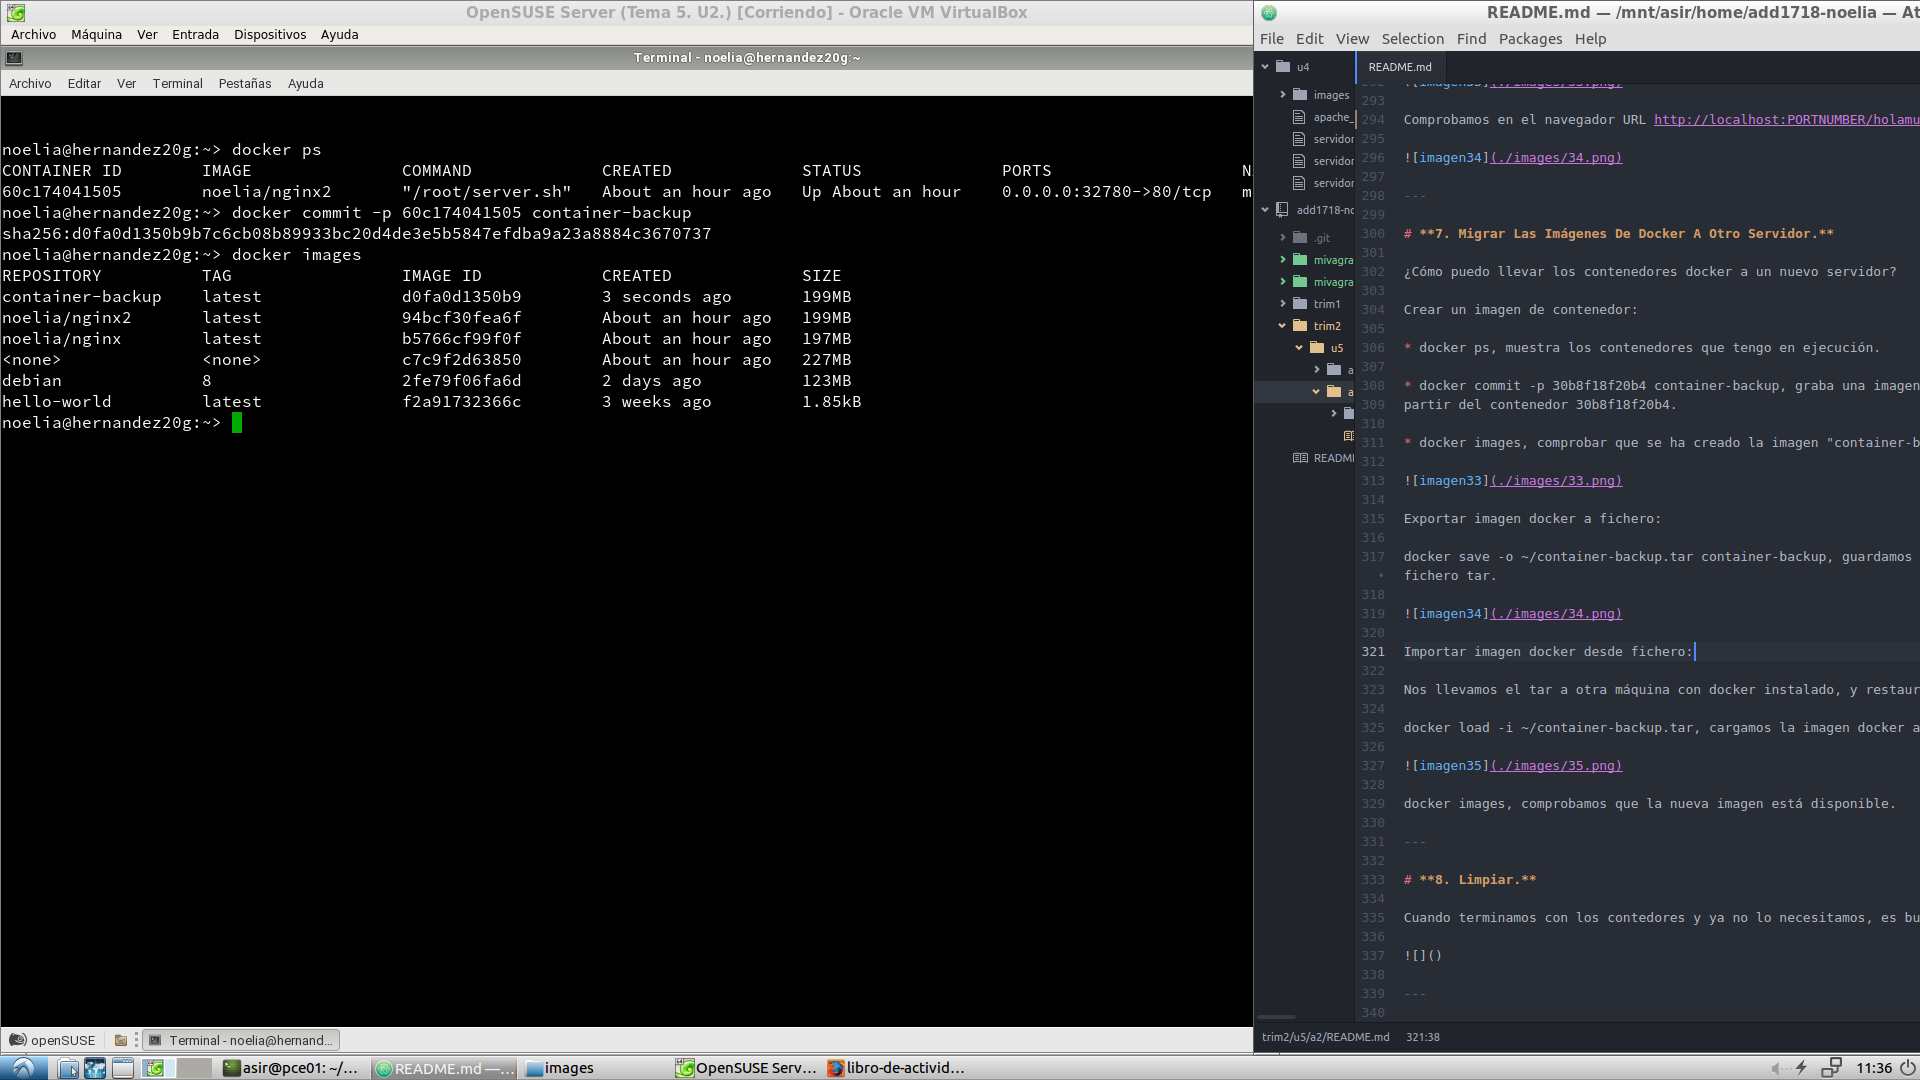 OpenSUSE Server (Tema 5. U2.) [Corriendo] - Oracle VM VirtualBox
Archivo Máquina Ver Entrada Dispositivos Ayuda
Terminal - noelia@hernandez20g:~
Archivo Editar Ver Terminal Pestañas Ayuda
noelia@hernandez20g:~> docker ps
CONTAINER ID IMAGE COMMAND CREATED STATUS PORTS N
60c174041505 noelia/nginx2 "/root/server.sh" About an hour ago Up About an hour 0.0.0.0:32780->80/tcp m
noelia@hernandez20g:~> docker commit -p 60c174041505 container-backup
sha256:d0fa0d1350b9b7c6cb08b89933bc20d4de3e5b5847efdba9a23a8884c3670737
noelia@hernandez20g:~> docker images
REPOSITORY TAG IMAGE ID CREATED SIZE
container-backup latest d0fa0d1350b9 3 seconds ago 199MB
noelia/nginx2 latest 94bcf30fea6f About an hour ago 199MB
noelia/nginx latest b5766cf99f0f About an hour ago 197MB
<none> <none> c7c9f2d63850 About an hour ago 227MB
debian 8 2fe79f06fa6d 2 days ago 123MB
hello-world latest f2a91732366c 3 weeks ago 1.85kB
noelia@hernandez20g:~>
openSUSE Terminal - noelia@hernand...
README.md — /mnt/asir/home/add1718-noelia — At
File Edit View Selection Find Packages Help
u4
images
apache_
servidor
servidor
servidor
add1718-no
.git
mivagra
mivagra
trim1
trim2
u5
a
a
READMI
README.md
293
294 Comprobamos en el navegador URL http://localhost:PORTNUMBER/holamu
295
296 ![imagen34](./images/34.png)
297
298 ---
299
300 # **7. Migrar Las Imágenes De Docker A Otro Servidor.**
301
302 ¿Cómo puedo llevar los contenedores docker a un nuevo servidor?
303
304 Crear un imagen de contenedor:
305
306 * docker ps, muestra los contenedores que tengo en ejecución.
307
308 * docker commit -p 30b8f18f20b4 container-backup, graba una imagen
309 partir del contenedor 30b8f18f20b4.
310
311 * docker images, comprobar que se ha creado la imagen "container-b
312
313 ![imagen33](./images/33.png)
314
315 Exportar imagen docker a fichero:
316
317 docker save -o ~/container-backup.tar container-backup, guardamos
• fichero tar.
318
319 ![imagen34](./images/34.png)
320
321 Importar imagen docker desde fichero:
322
323 Nos llevamos el tar a otra máquina con docker instalado, y restaur
324
325 docker load -i ~/container-backup.tar, cargamos la imagen docker a
326
327 ![imagen35](./images/35.png)
328
329 docker images, comprobamos que la nueva imagen está disponible.
330
331 ---
332
333 # **8. Limpiar.**
334
335 Cuando terminamos con los contedores y ya no lo necesitamos, es bu
336
337 ![]()
338
339 ---
340
trim2/u5/a2/README.md 321:38
asir@pce01: ~/... README.md —... images OpenSUSE Serv... libro-de-activid... 11:36